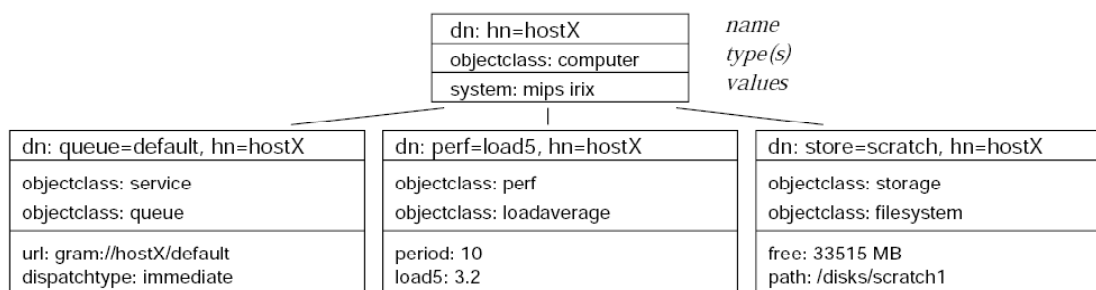 dn: hn=hostX
name
objectclass: computer
type(s)
system: mips irix
values
dn: queue=default, hn=hostX
objectclass: service
objectclass: queue
url: gram://hostX/default
dispatchtype: immediate
dn: perf=load5, hn=hostX
objectclass: perf
objectclass: loadaverage
period: 10
load5: 3.2
dn: store=scratch, hn=hostX
objectclass: storage
objectclass: filesystem
free: 33515 MB
path: /disks/scratch1